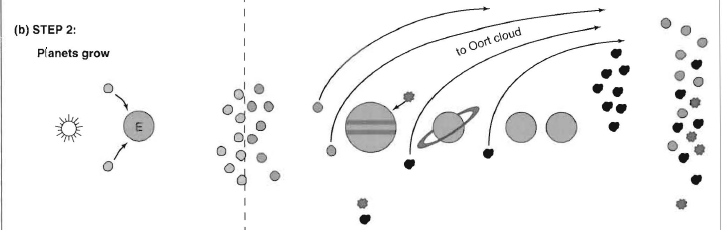 (b) STEP 2:
Planets grow
to Oort cloud
E